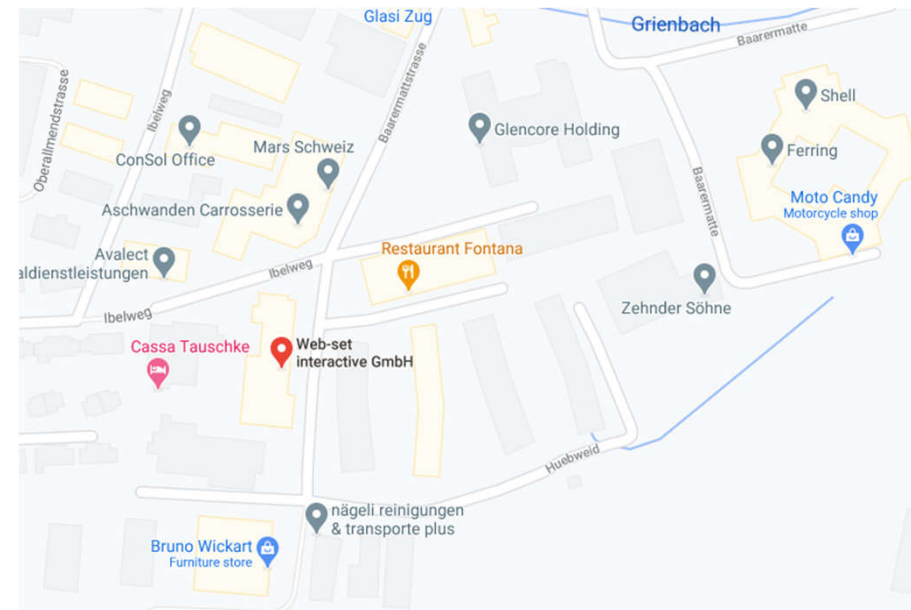 Glasi Zug
Grienbach
Baarermatte
Oberallmendstrasse
Ibelweg
Baarermattstrasse
Shell
ConSol Office
Mars Schweiz
Glencore Holding
Ferring
Baarermatte
Moto Candy
Motorcycle shop
Aschwanden Carrosserie
Avalect
aldienstleistungen
Ibelweg
Restaurant Fontana
Zehnder Söhne
Ibelweg
Cassa Tauschke
Web-set
interactive GmbH
Huebweid
nägeli reinigungen
& transporte plus
Bruno Wickart
Furniture store